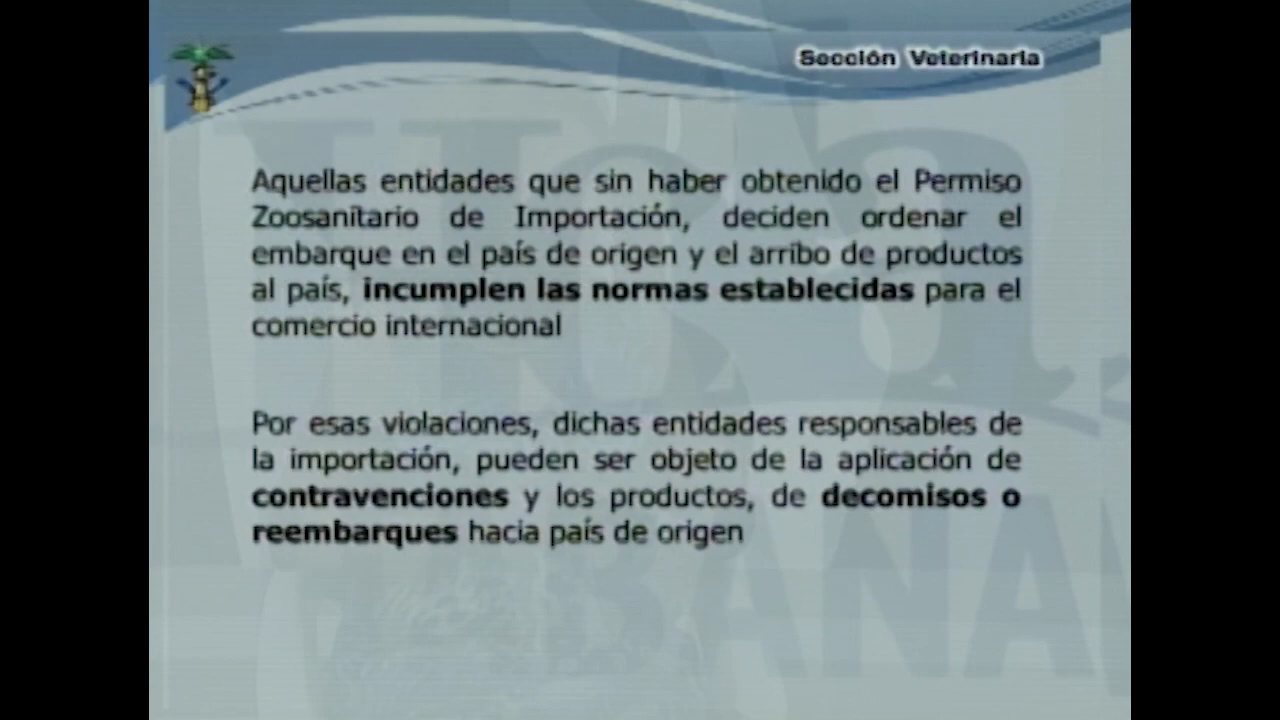 Sección Veterinaria
Aquellas entidades que sin haber obtenido el Permiso
Zoosanitario de Importación, deciden ordenar el
embarque en el país de origen y el arribo de productos
al país, incumplen las normas establecidas para el
comercio internacional
Por esas violaciones, dichas entidades responsables de
la importación, pueden ser objeto de la aplicación de
contravenciones y los productos, de decomisos o
reembarques hacia país de origen